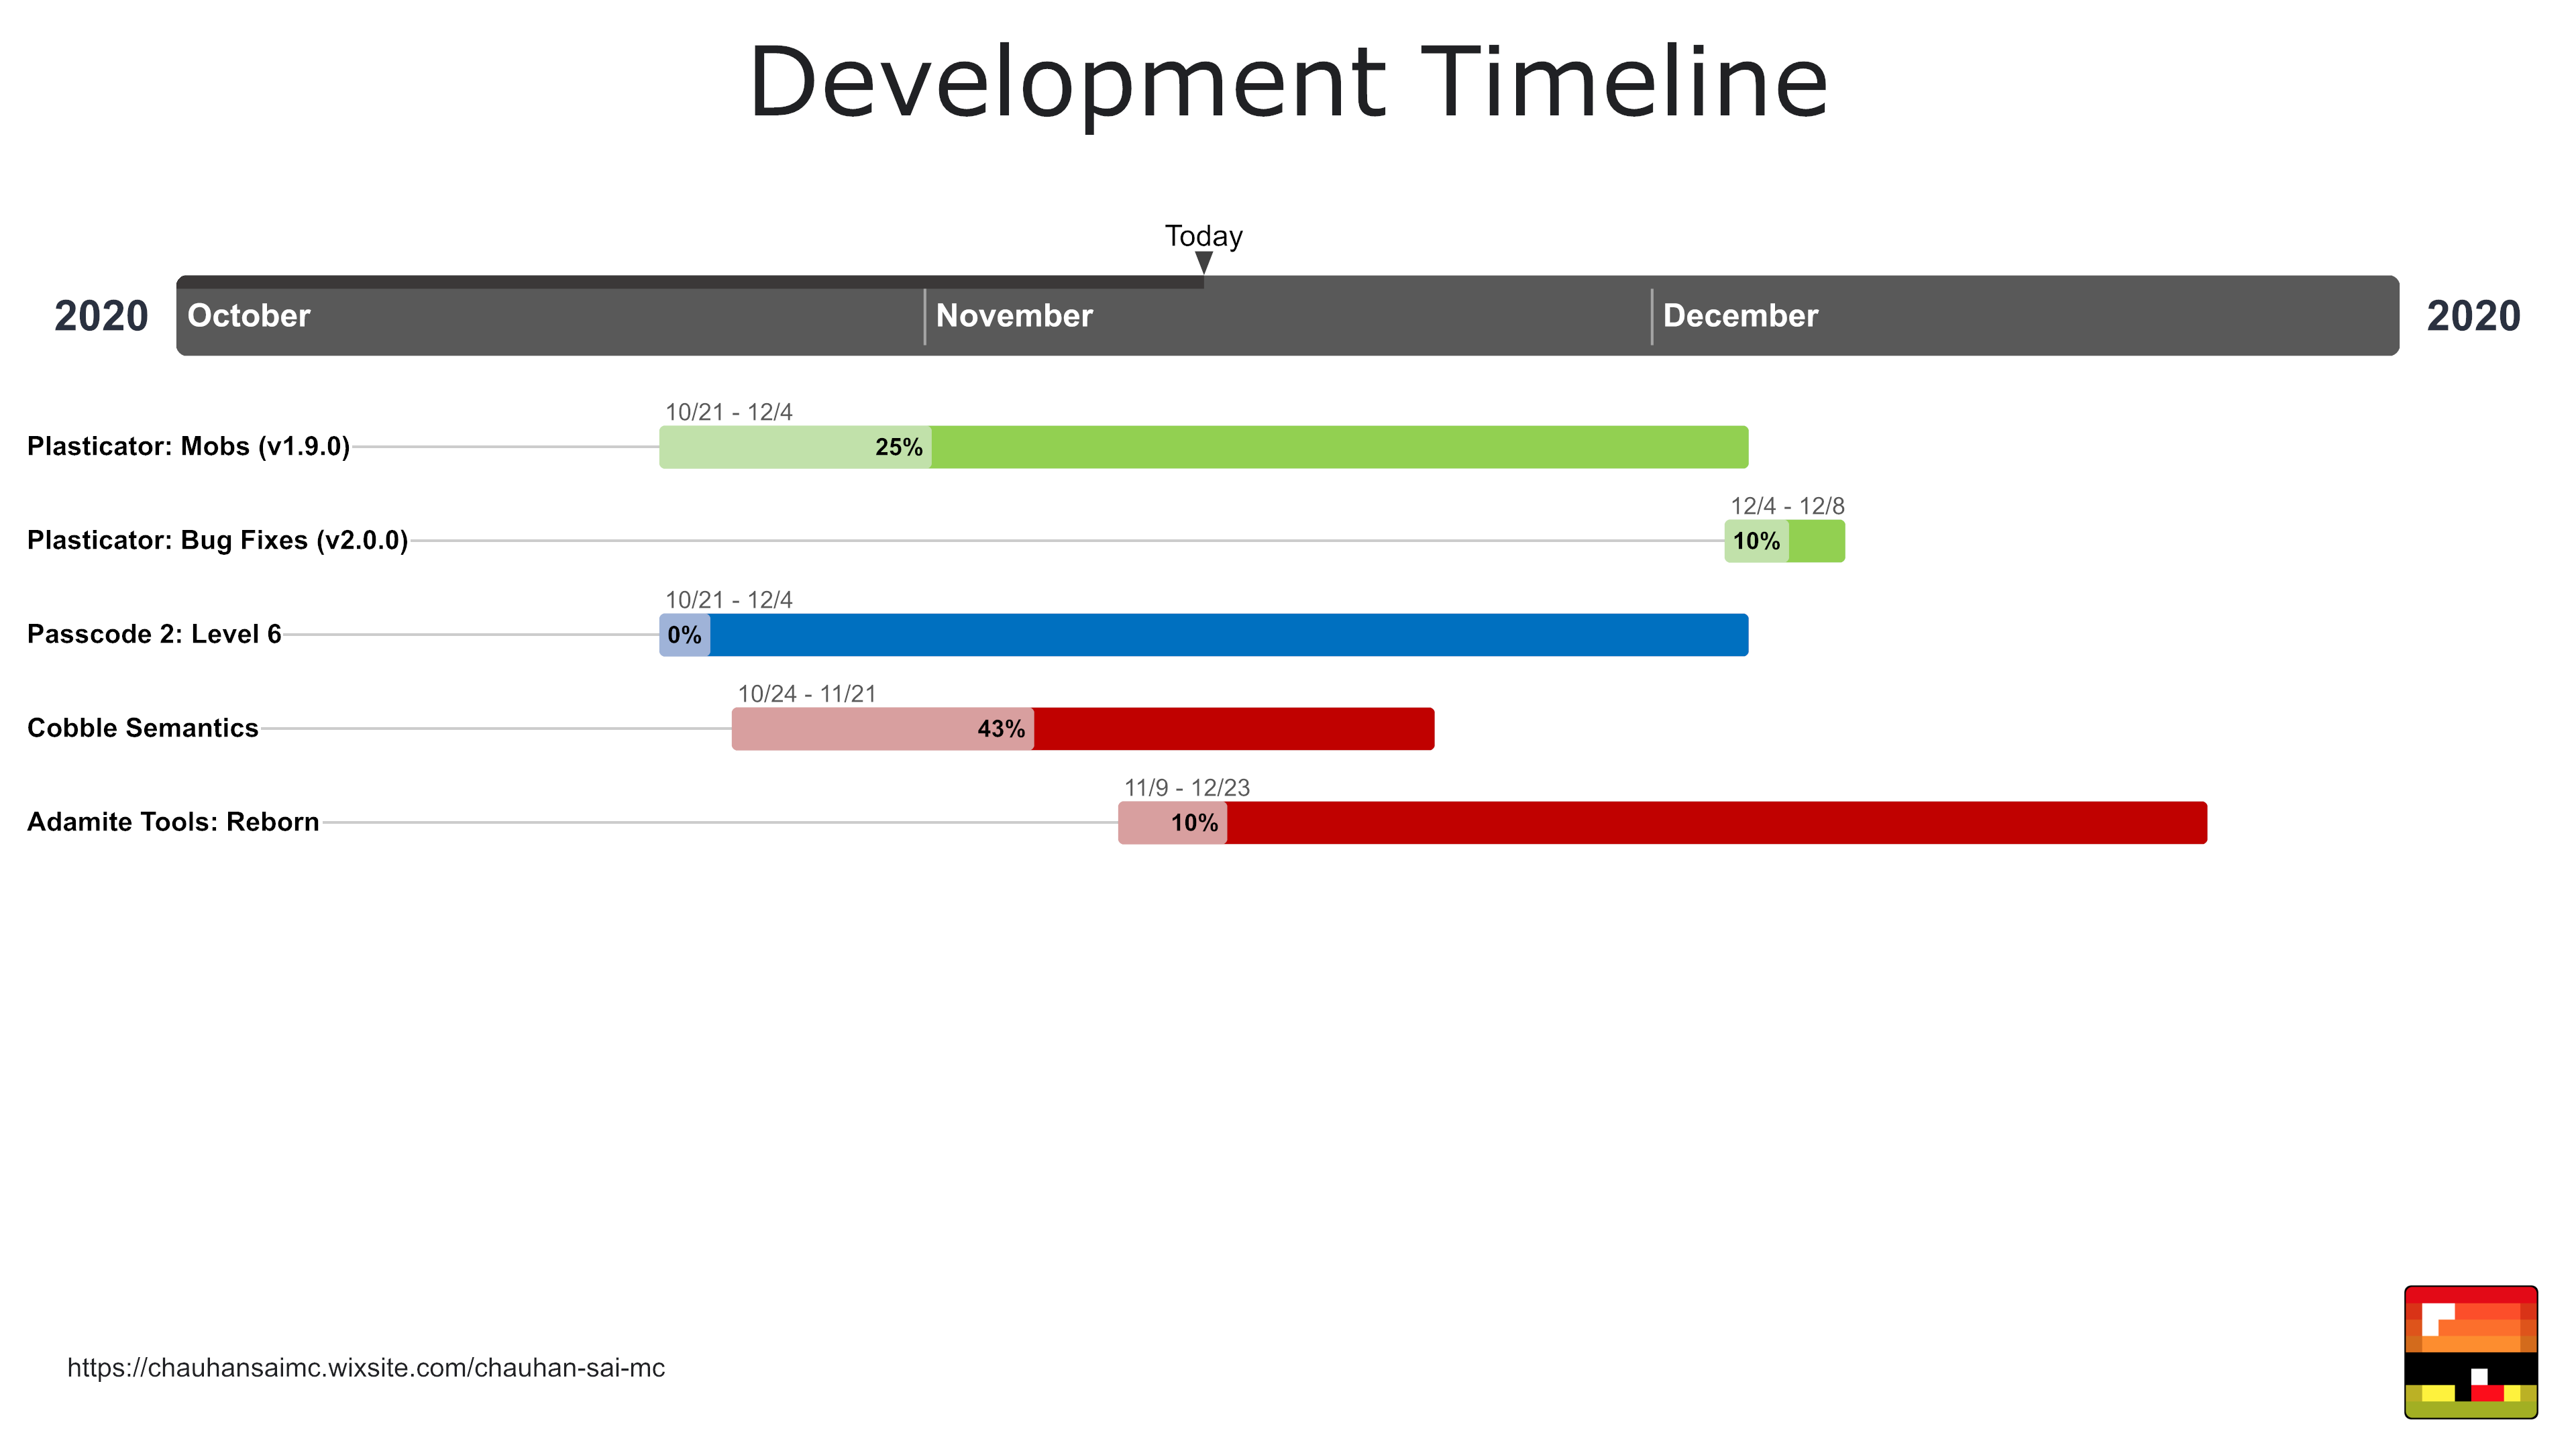 Development Timeline
Today
2020 October November December 2020
10/21 - 12/4
Plasticator: Mobs (v1.9.0) 25%
12/4 - 12/8
Plasticator: Bug Fixes (v2.0.0) 10%
10/21 - 12/4
Passcode 2: Level 6 0%
10/24 - 11/21
Cobble Semantics 43%
11/9 - 12/23
Adamite Tools: Reborn 10%
https://chauhansaimc.wixsite.com/chauhan-sai-mc